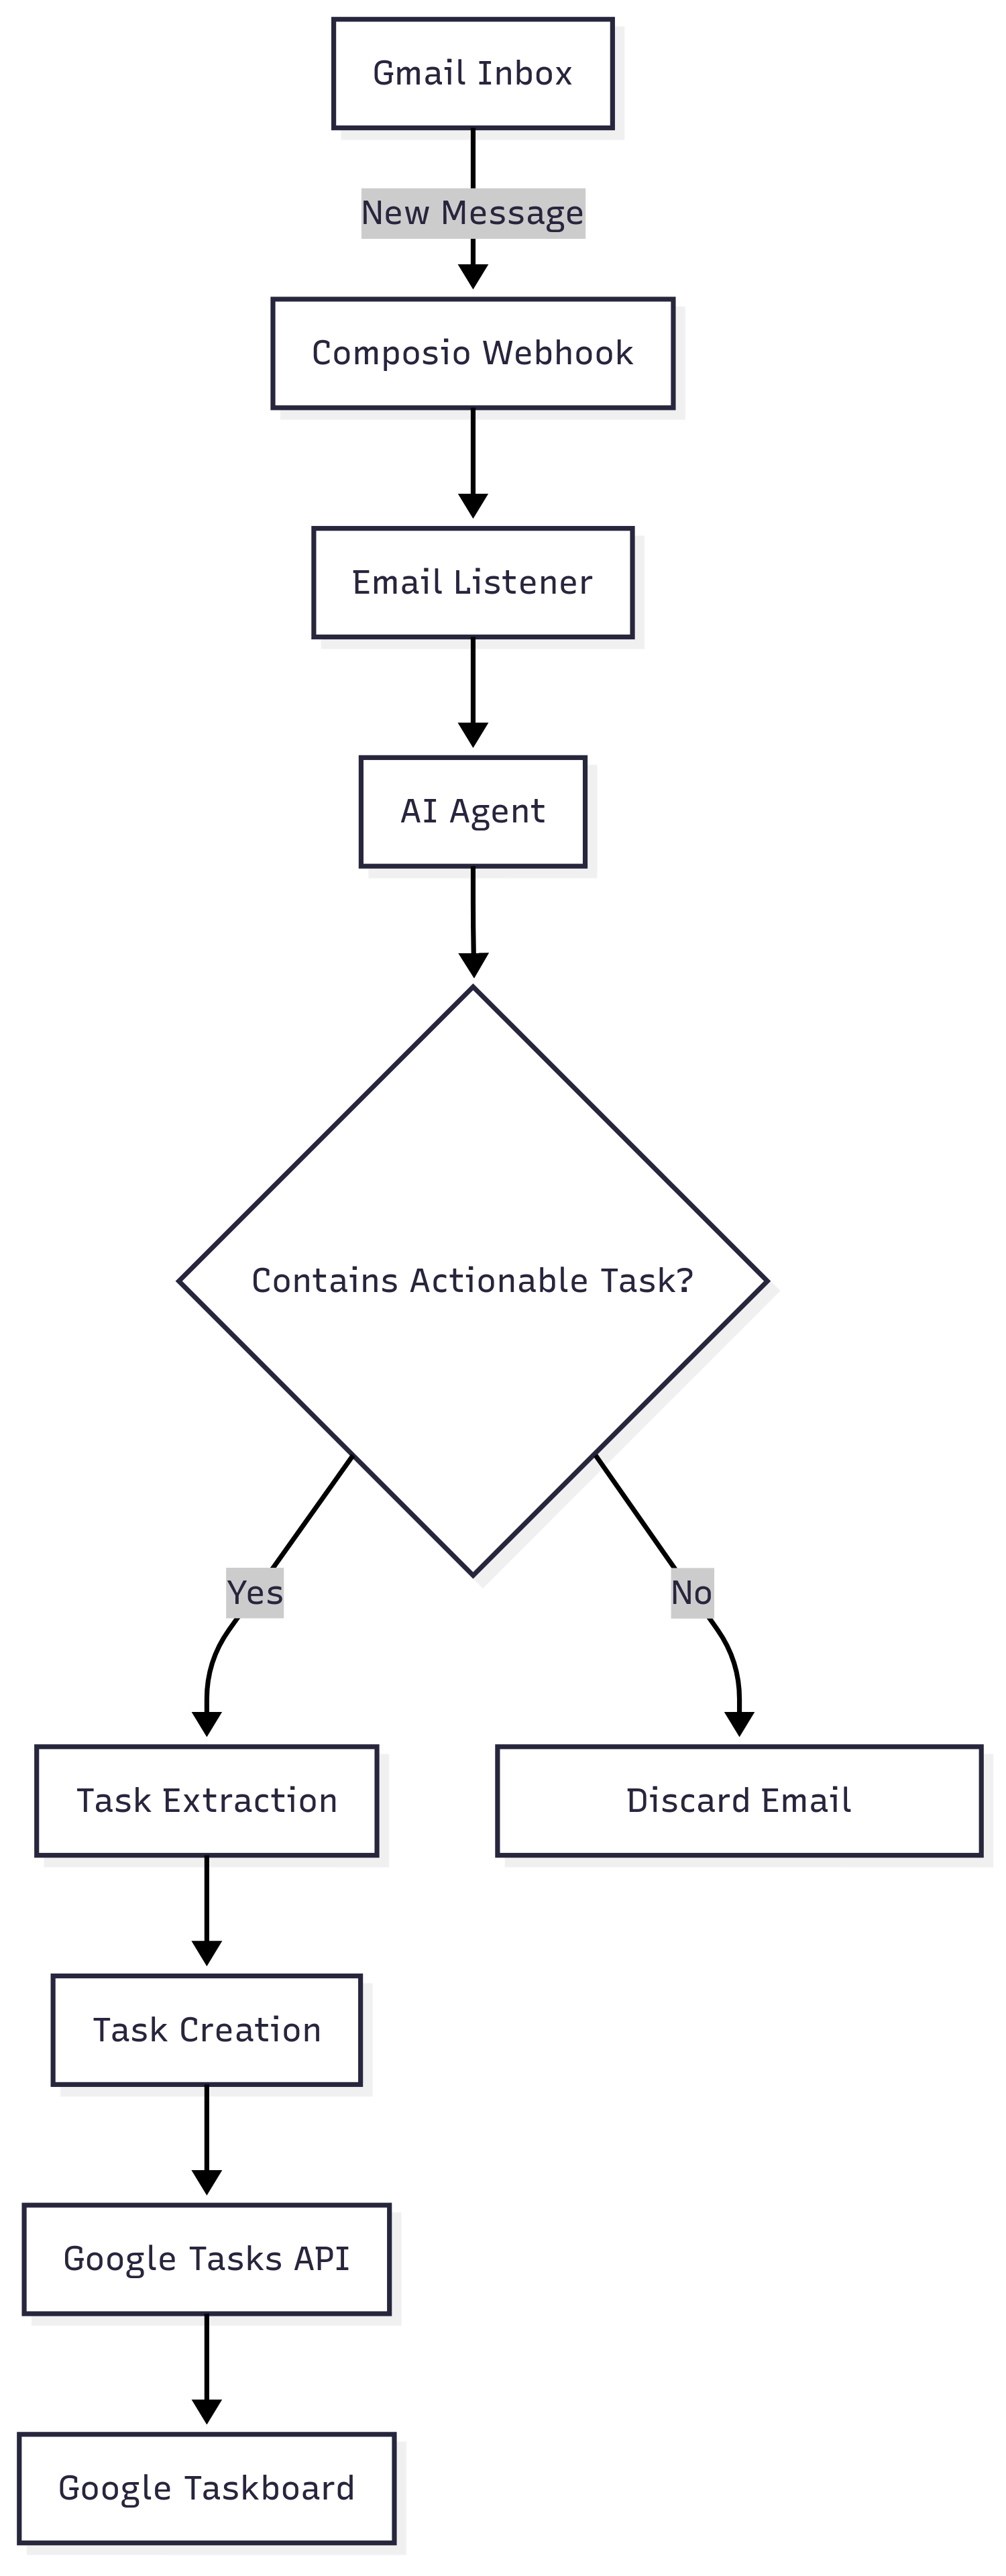 Gmail Inbox
New Message
Composio Webhook
Email Listener
AI Agent
Contains Actionable Task?
Yes
No
Task Extraction
Discard Email
Task Creation
Google Tasks API
Google Taskboard